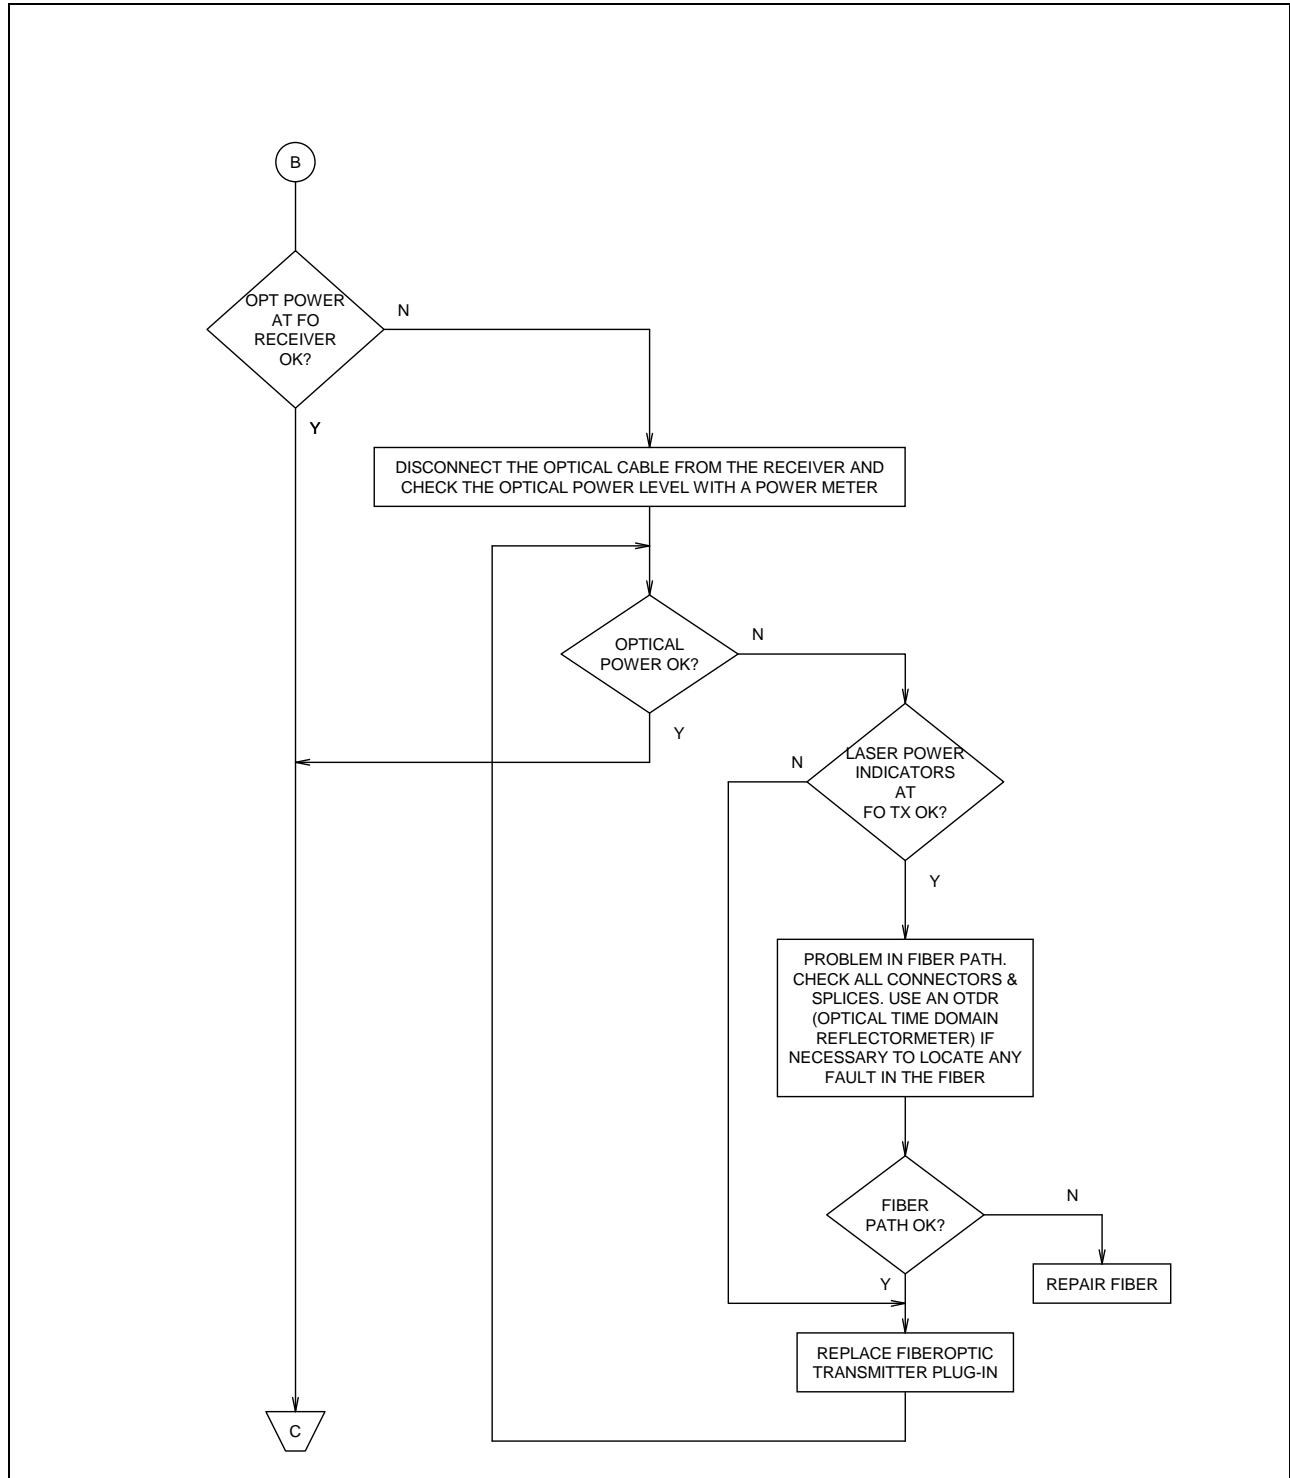 B
OPT POWER
AT FO
RECEIVER
OK?
N
Y
DISCONNECT THE OPTICAL CABLE FROM THE RECEIVER AND
CHECK THE OPTICAL POWER LEVEL WITH A POWER METER
OPTICAL
POWER OK?
N
Y
LASER POWER
INDICATORS
AT
FO TX OK?
N
Y
PROBLEM IN FIBER PATH.
CHECK ALL CONNECTORS &
SPLICES. USE AN OTDR
(OPTICAL TIME DOMAIN
REFLECTORMETER) IF
NECESSARY TO LOCATE ANY
FAULT IN THE FIBER
FIBER
PATH OK?
N
Y
REPAIR FIBER
REPLACE FIBEROPTIC
TRANSMITTER PLUG-IN
C